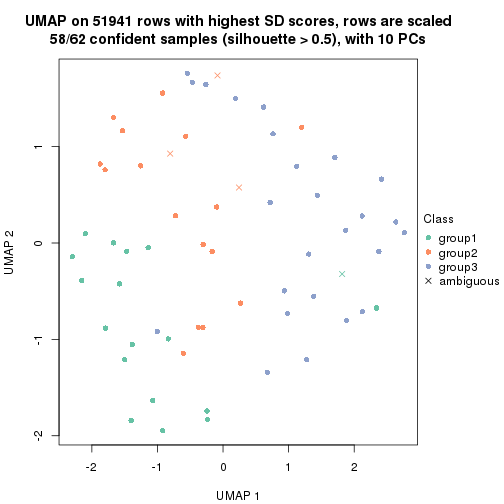 UMAP on 51941 rows with highest SD scores, rows are scaled
58/62 confident samples (silhouette > 0.5), with 10 PCs
UMAP 2
1
0
-1
-2
-2
-1
0
1
2
UMAP 1
Class
group1
group2
group3
ambiguous